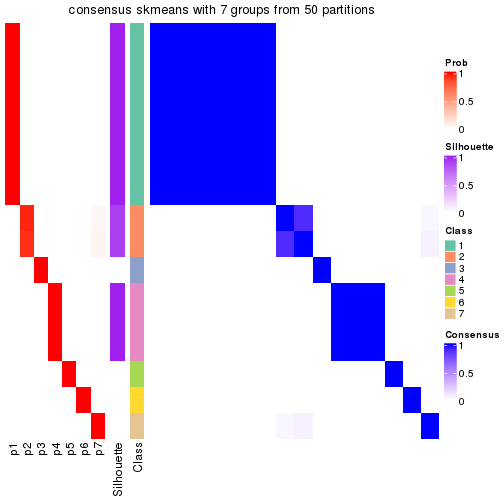 consensus skmeans with 7 groups from 50 partitions
Prob
1
0.5
0
Silhouette
1
0.5
0
Class
1
2
3
4
5
6
7
Consensus
1
0.5
0
p1
p2
p3
p4
p5
p6
p7
Silhouette
Class